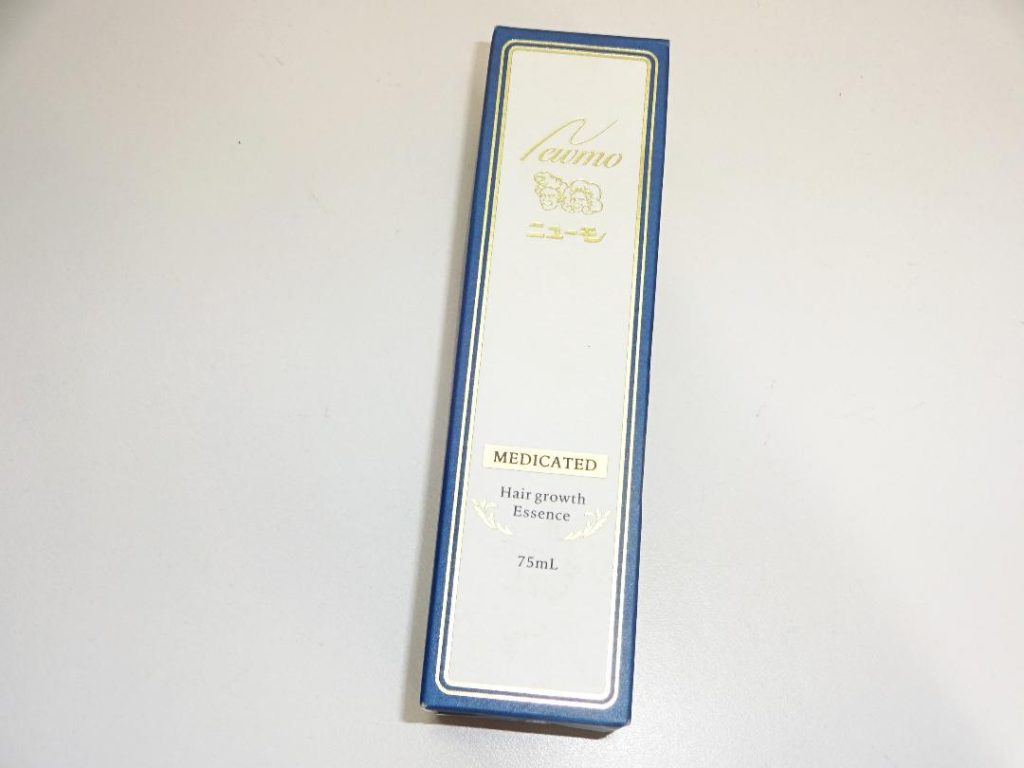 Newmo
ニューモ
MEDICATED
Hair growth
Essence
75mL